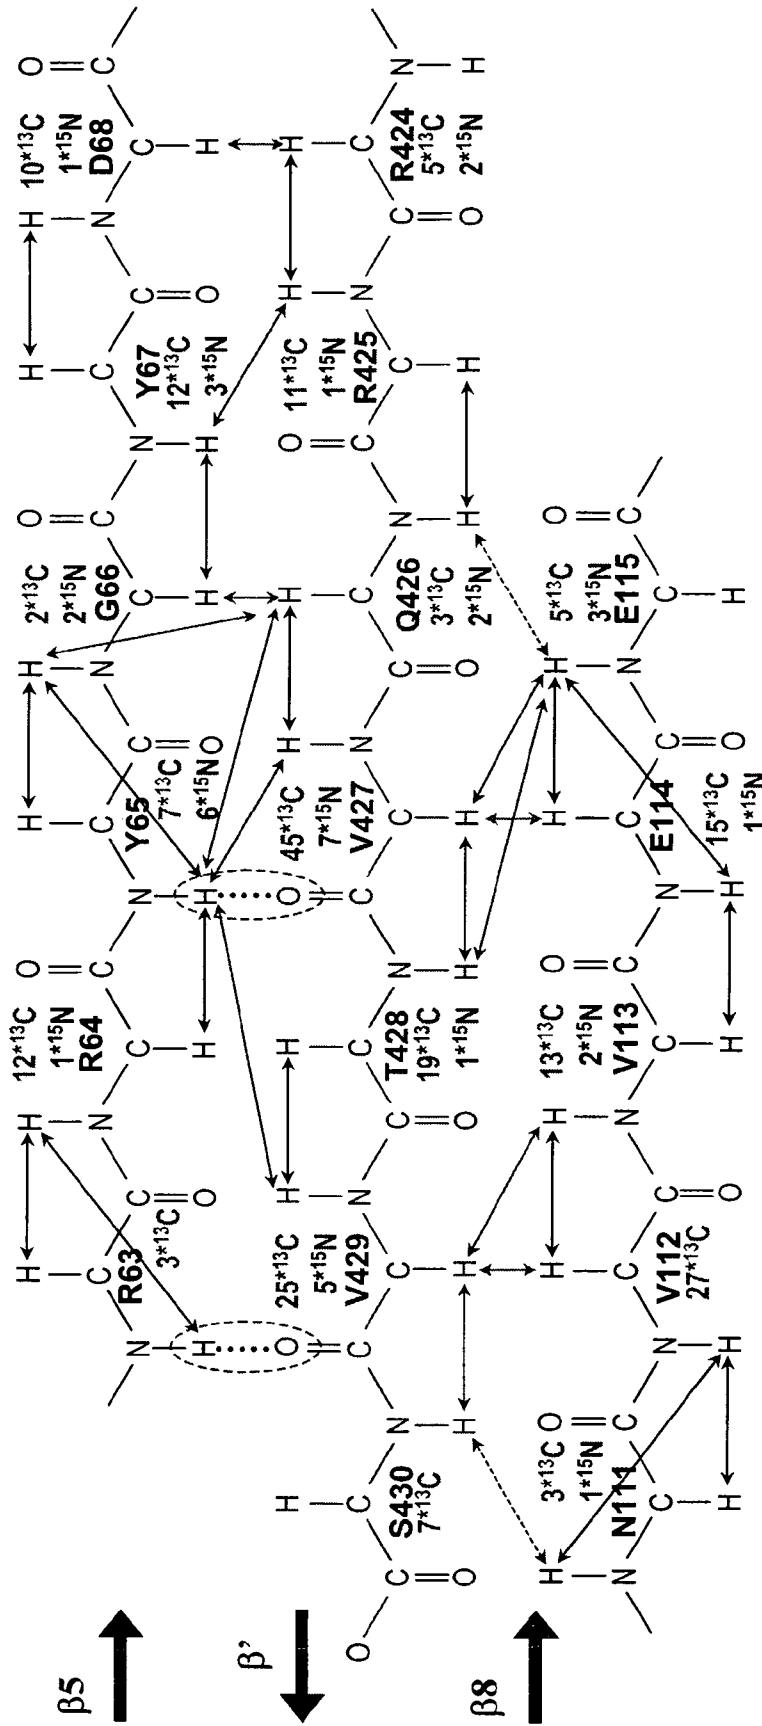 β5
R63
3*13C
12*13C
1*15N
R64
Y65
7*13C
6*15N
2*13C
2*15N
G66
Y67
12*13C
3*15N
10*13C
1*15N
D68
β'
S430
7*13C
25*13C
5*15N
V429
T428
19*13C
1*15N
45*13C
7*15N
V427
Q426
3*13C
2*15N
11*13C
1*15N
R425
R424
5*13C
2*15N
β8
3*13C
1*15N
N111
V112
27*13C
13*13C
2*15N
V113
E114
15*13C
1*15N
5*13C
3*15N
E115